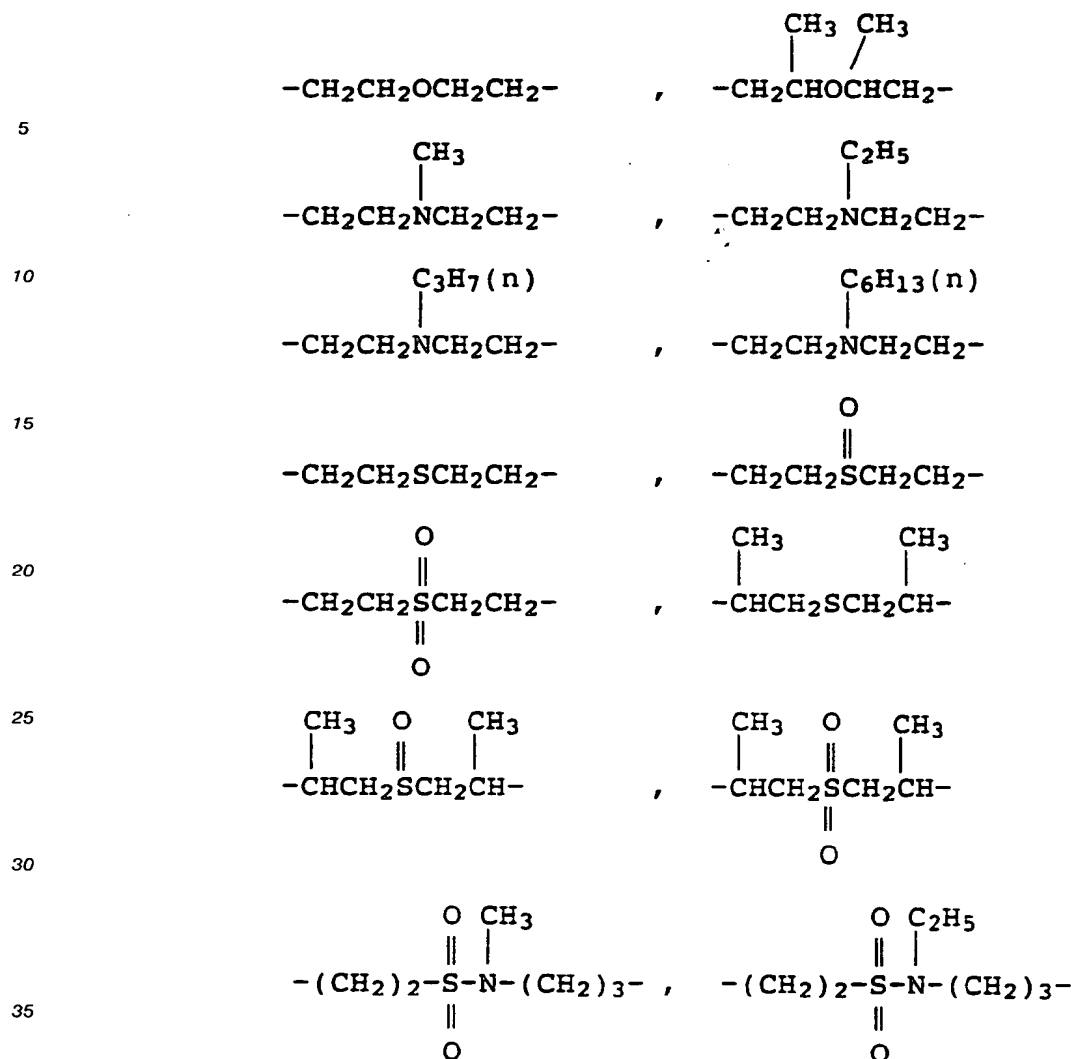 CH3 CH3
-CH2CH2OCH2CH2- , -CH2CHOCHCH2-
5
CH3 C2H5
-CH2CH2NCH2CH2- , -CH2CH2NCH2CH2-
10 C3H7(n) C6H13(n)
-CH2CH2NCH2CH2- , -CH2CH2NCH2CH2-
15 O
-CH2CH2SCH2CH2- , -CH2CH2SCH2CH2-
O CH3 CH3
20
-CH2CH2SCH2CH2- , -CHCH2SCH2CH-
O
25 CH3 O CH3 CH3 O CH3
-CHCH2SCH2CH- , -CHCH2SCH2CH-
O
30
O CH3 O C2H5
-(CH2)2-S-N-(CH2)3- , -(CH2)2-S-N-(CH2)3-
35
O O